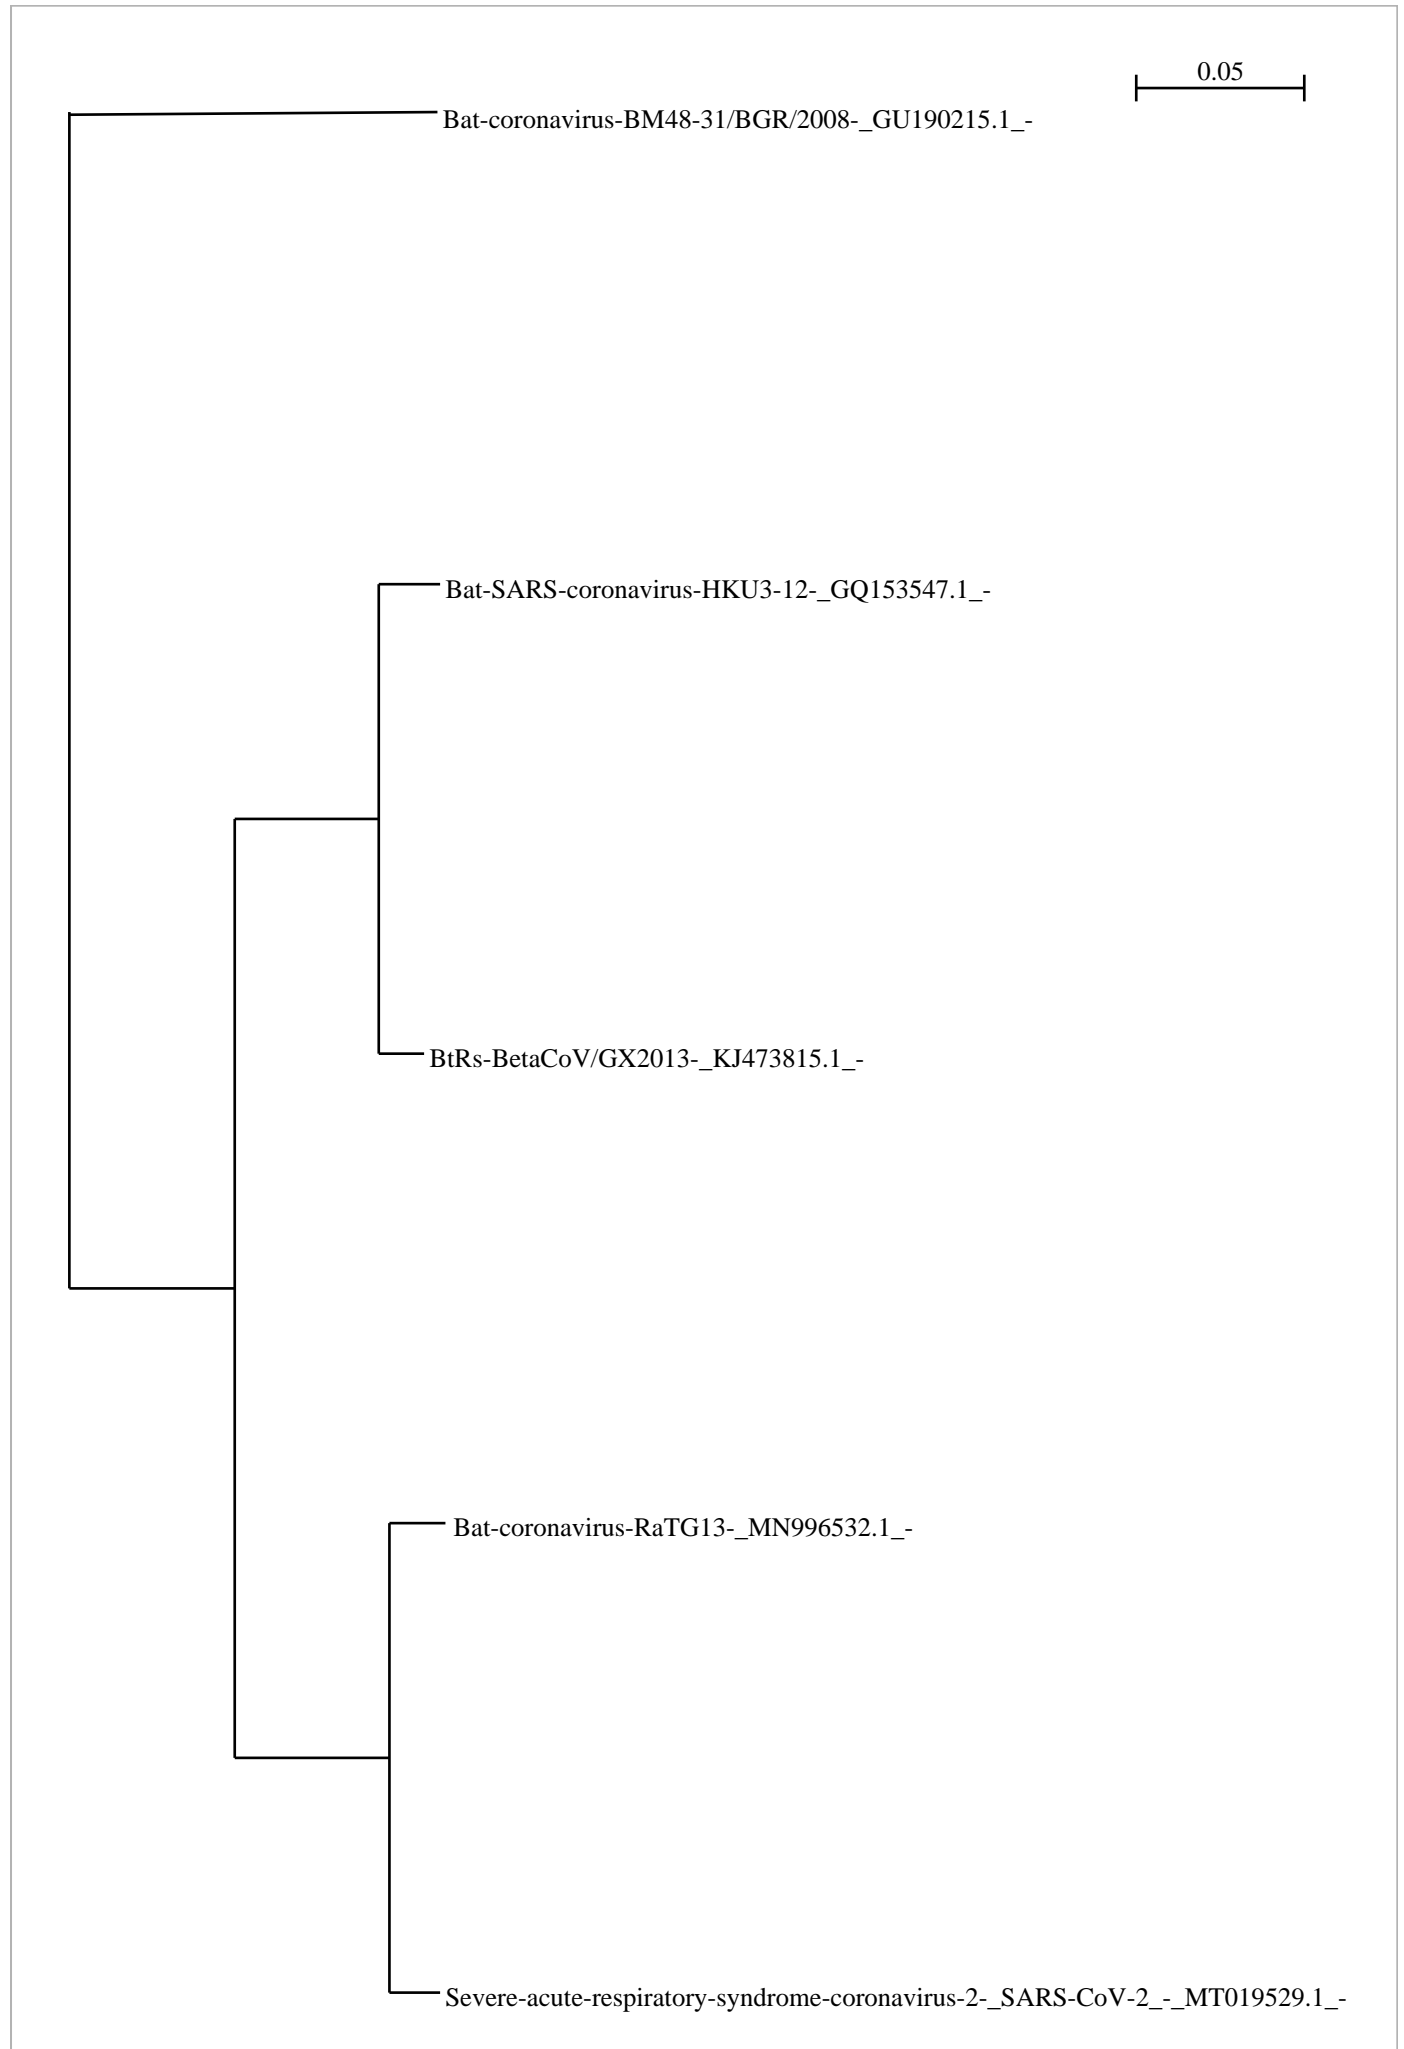 0.05
Bat-coronavirus-BM48-31/BGR/2008-_GU190215.1_-
Bat-SARS-coronavirus-HKU3-12-_GQ153547.1_-
BtRs-BetaCoV/GX2013-_KJ473815.1_-
Bat-coronavirus-RaTG13-_MN996532.1_-
Severe-acute-respiratory-syndrome-coronavirus-2-_SARS-CoV-2_-_MT019529.1_-